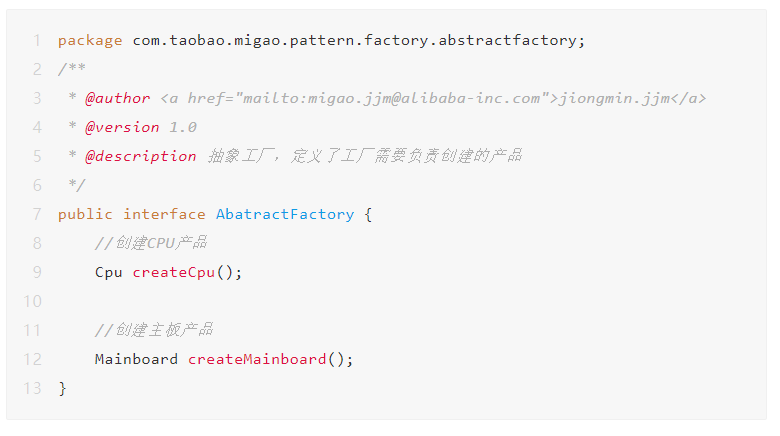 1 package com.taobao.migao.pattern.factory.abstractfactory;
2 /**
3  * @author <a href="mailto:migao.jjm@alibaba-inc.com">jiongmin.jjm</a>
4  * @version 1.0
5  * @description 抽象工厂，定义了工厂需要负责创建的产品
6  */
7 public interface AbatractFactory {
8     //创建CPU产品
9     Cpu createCpu();
10
11     //创建主板产品
12     Mainboard createMainboard();
13 }